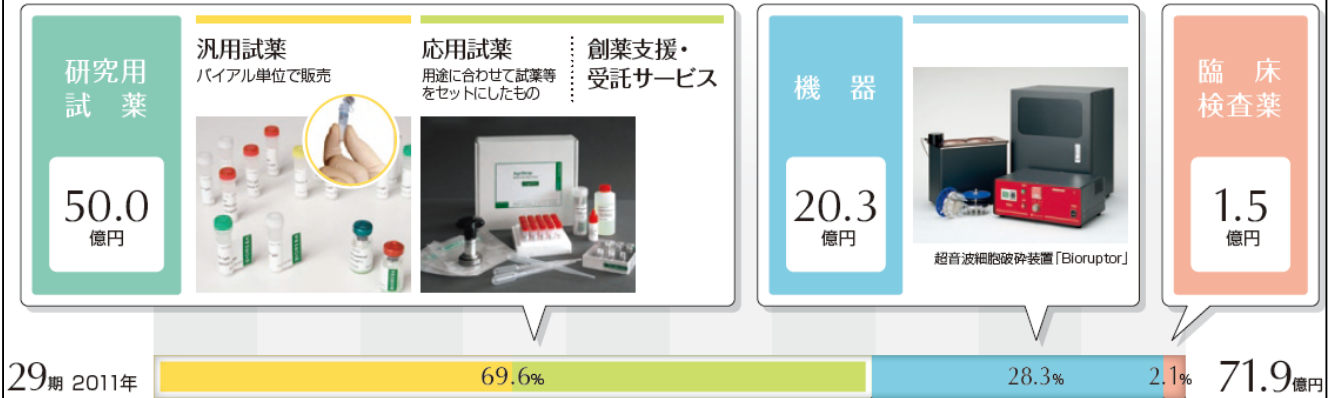 研究用
試 薬
50.0
億円
汎用試薬
バイアル単位で販売
応用試薬
用途に合わせて試薬等
をセットにしたもの
創薬支援・
受託サービス
機 器
20.3
億円
超音波細胞破砕装置「Bioruptor」
臨 床
検査薬
1.5
億円
29期 2011年
69.6%
28.3%
2.1%
71.9億円